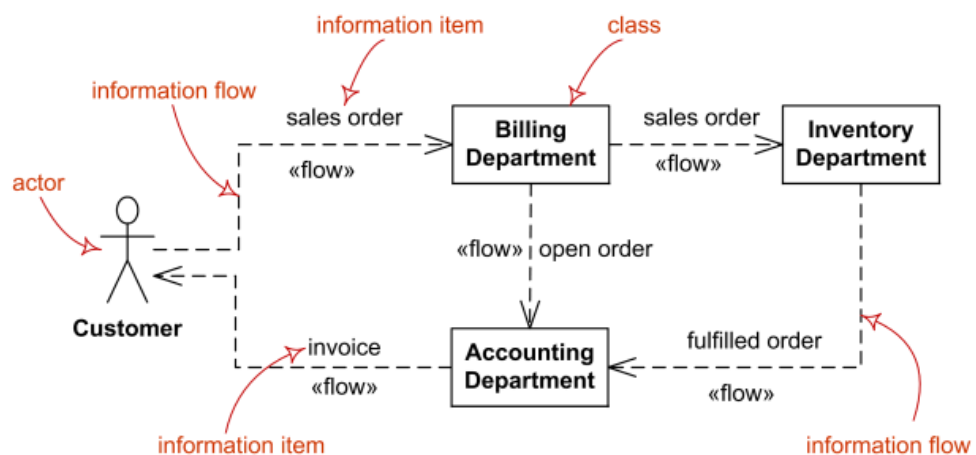 information item
class
information flow
sales order
«flow»
Billing
Department
sales order
«flow»
Inventory
Department
actor
Customer
«flow» open order
invoice
«flow»
Accounting
Department
fulfilled order
«flow»
information item
information flow